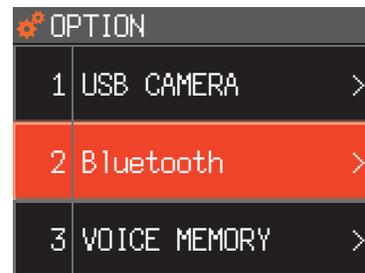 OPTION
1 USB CAMERA >
2 Bluetooth >
3 VOICE MEMORY >